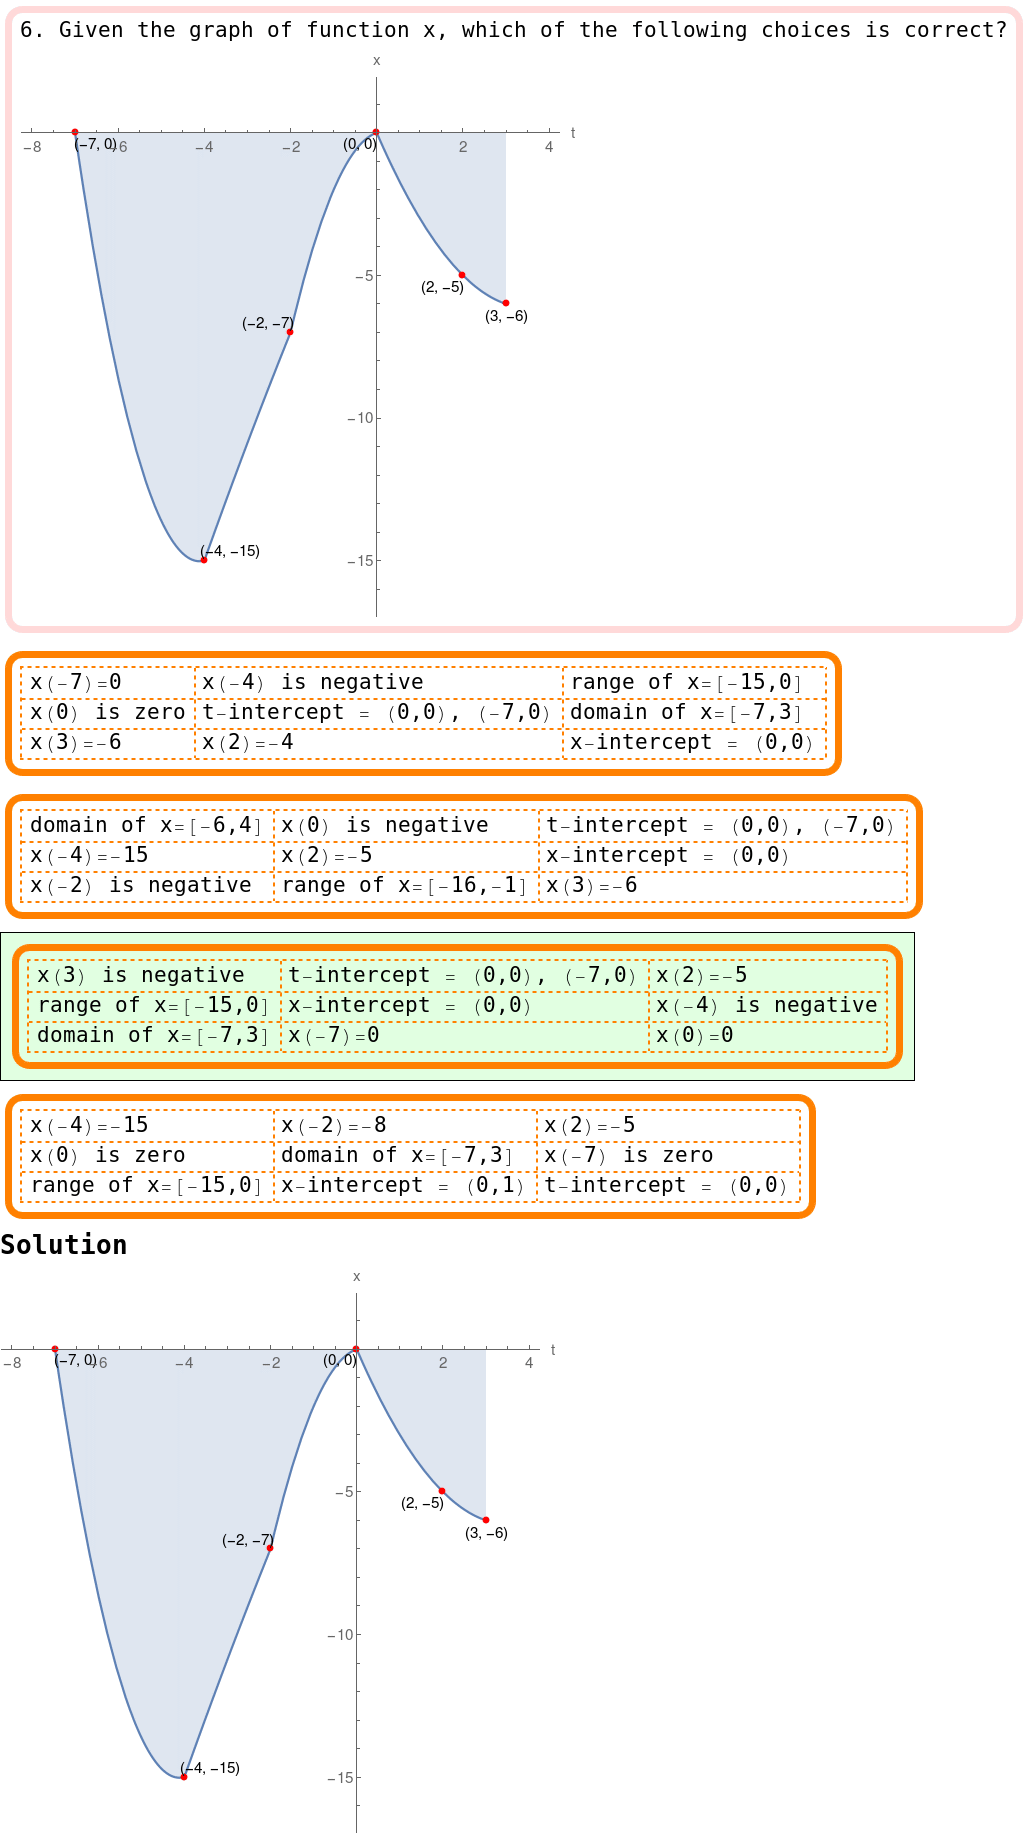 6. Given the graph of function x, which of the following choices is correct?
x
(−7, 0)
(0, 0)
t
−8 −6 −4 −2 2 4
−5
(2, −5)
(3, −6)
(−2, −7)
−10
(−4, −15)
−15
x(−7)=0 x(−4) is negative range of x=[−15,0]
x(0) is zero t−intercept = (0,0), (−7,0) domain of x=[−7,3]
x(3)=−6 x(2)=−4 x−intercept = (0,0)
domain of x=[−6,4] x(0) is negative t−intercept = (0,0), (−7,0)
x(−4)=−15 x(2)=−5 x−intercept = (0,0)
x(−2) is negative range of x=[−16,−1] x(3)=−6
x(3) is negative t−intercept = (0,0), (−7,0) x(2)=−5
range of x=[−15,0] x−intercept = (0,0) x(−4) is negative
domain of x=[−7,3] x(−7)=0 x(0)=0
x(−4)=−15 x(−2)=−8 x(2)=−5
x(0) is zero domain of x=[−7,3] x(−7) is zero
range of x=[−15,0] x−intercept = (0,1) t−intercept = (0,0)
Solution
x
(−7, 0)
(0, 0)
t
−8 −6 −4 −2 2 4
−5
(2, −5)
(3, −6)
(−2, −7)
−10
(−4, −15)
−15